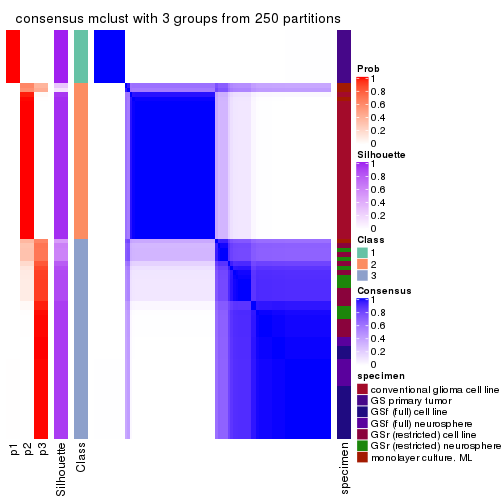 consensus mclust with 3 groups from 250 partitions
Prob
1
0.8
0.6
0.4
0.2
0
Silhouette
1
0.8
0.6
0.4
0.2
0
Class
1
2
3
Consensus
1
0.8
0.6
0.4
0.2
0
specimen
conventional glioma cell line
GS primary tumor
GSf (full) cell line
GSf (full) neurosphere
GSr (restricted) cell line
GSr (restricted) neurosphere
monolayer culture. ML
p1
p2
p3
Silhouette
Class
specimen